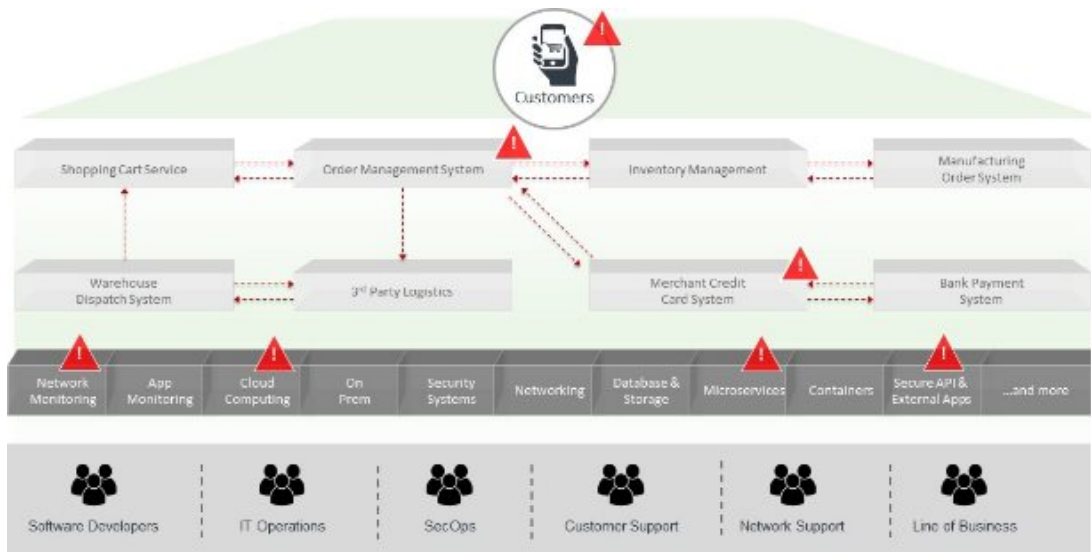 !
Customers
!
Shopping Cart Service
Order Management System
Inventory Management
Manufacturing
Order System
!
Warehouse
Dispatch System
3rd Party Logistics
Merchant Credit
Card System
Bank Payment
System
!
!
!
!
Network
Monitoring
App
Monitoring
Cloud
Computing
On
Prem
Security
Systems
Networking
Database &
Storage
Microservices
Containers
Secure API &
External Apps
...and more
Software Developers
IT Operations
SecOps
Customer Support
Network Support
Line of Business